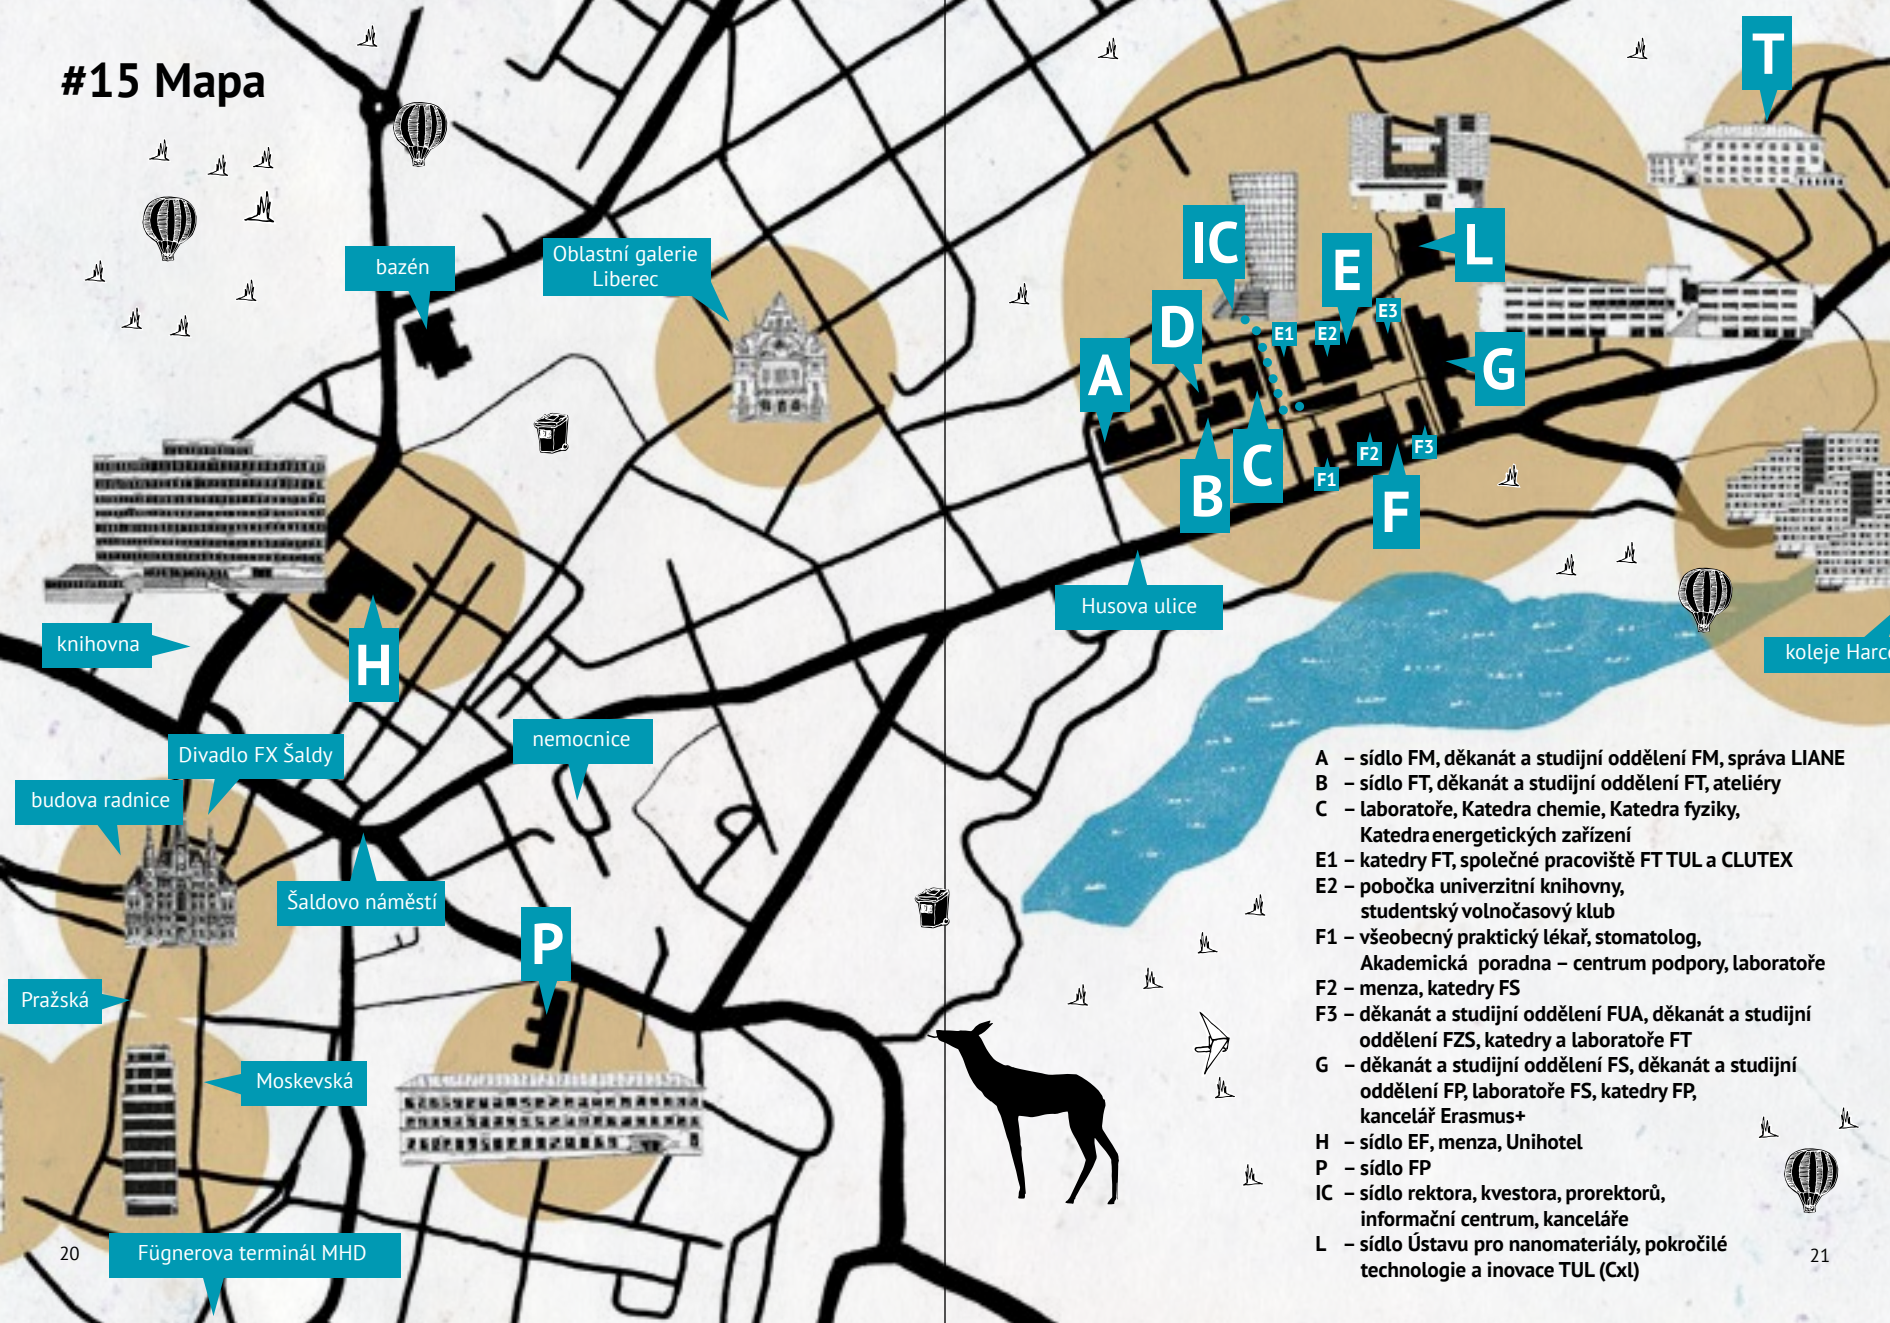 #15 Mapa
T
IC
L
E
bazén
Oblastní galerie
Liberec
D
E1
E2
E3
A
G
F1
F2
F3
B
C
F
Husova ulice
knihovna
H
koleje Harc
Divadlo FX Šaldy
nemocnice
budova radnice
Šaldovo náměstí
P
Pražská
Moskevská
Fügnerova terminál MHD
A – sídlo FM, děkanát a studijní oddělení FM, správa LIANE
B – sídlo FT, děkanát a studijní oddělení FT, ateliéry
C – laboratoře, Katedra chemie, Katedra fyziky,
Katedra energetických zařízení
E1 – katedry FT, společné pracoviště FT TUL a CLUTEX
E2 – pobočka univerzitní knihovny,
studentský volnočasový klub
F1 – všeobecný praktický lékař, stomatolog,
Akademická poradna – centrum podpory, laboratoře
F2 – menza, katedry FS
F3 – děkanát a studijní oddělení FUA, děkanát a studijní
oddělení FZS, katedry a laboratoře FT
G – děkanát a studijní oddělení FS, děkanát a studijní
oddělení FP, laboratoře FS, katedry FP,
kancelář Erasmus+
H – sídlo EF, menza, Unihotel
P – sídlo FP
IC – sídlo rektora, kvestora, prorektorů,
informační centrum, kanceláře
L – sídlo Ústavu pro nanomateriály, pokročilé
technologie a inovace TUL (Cxl)
20
21